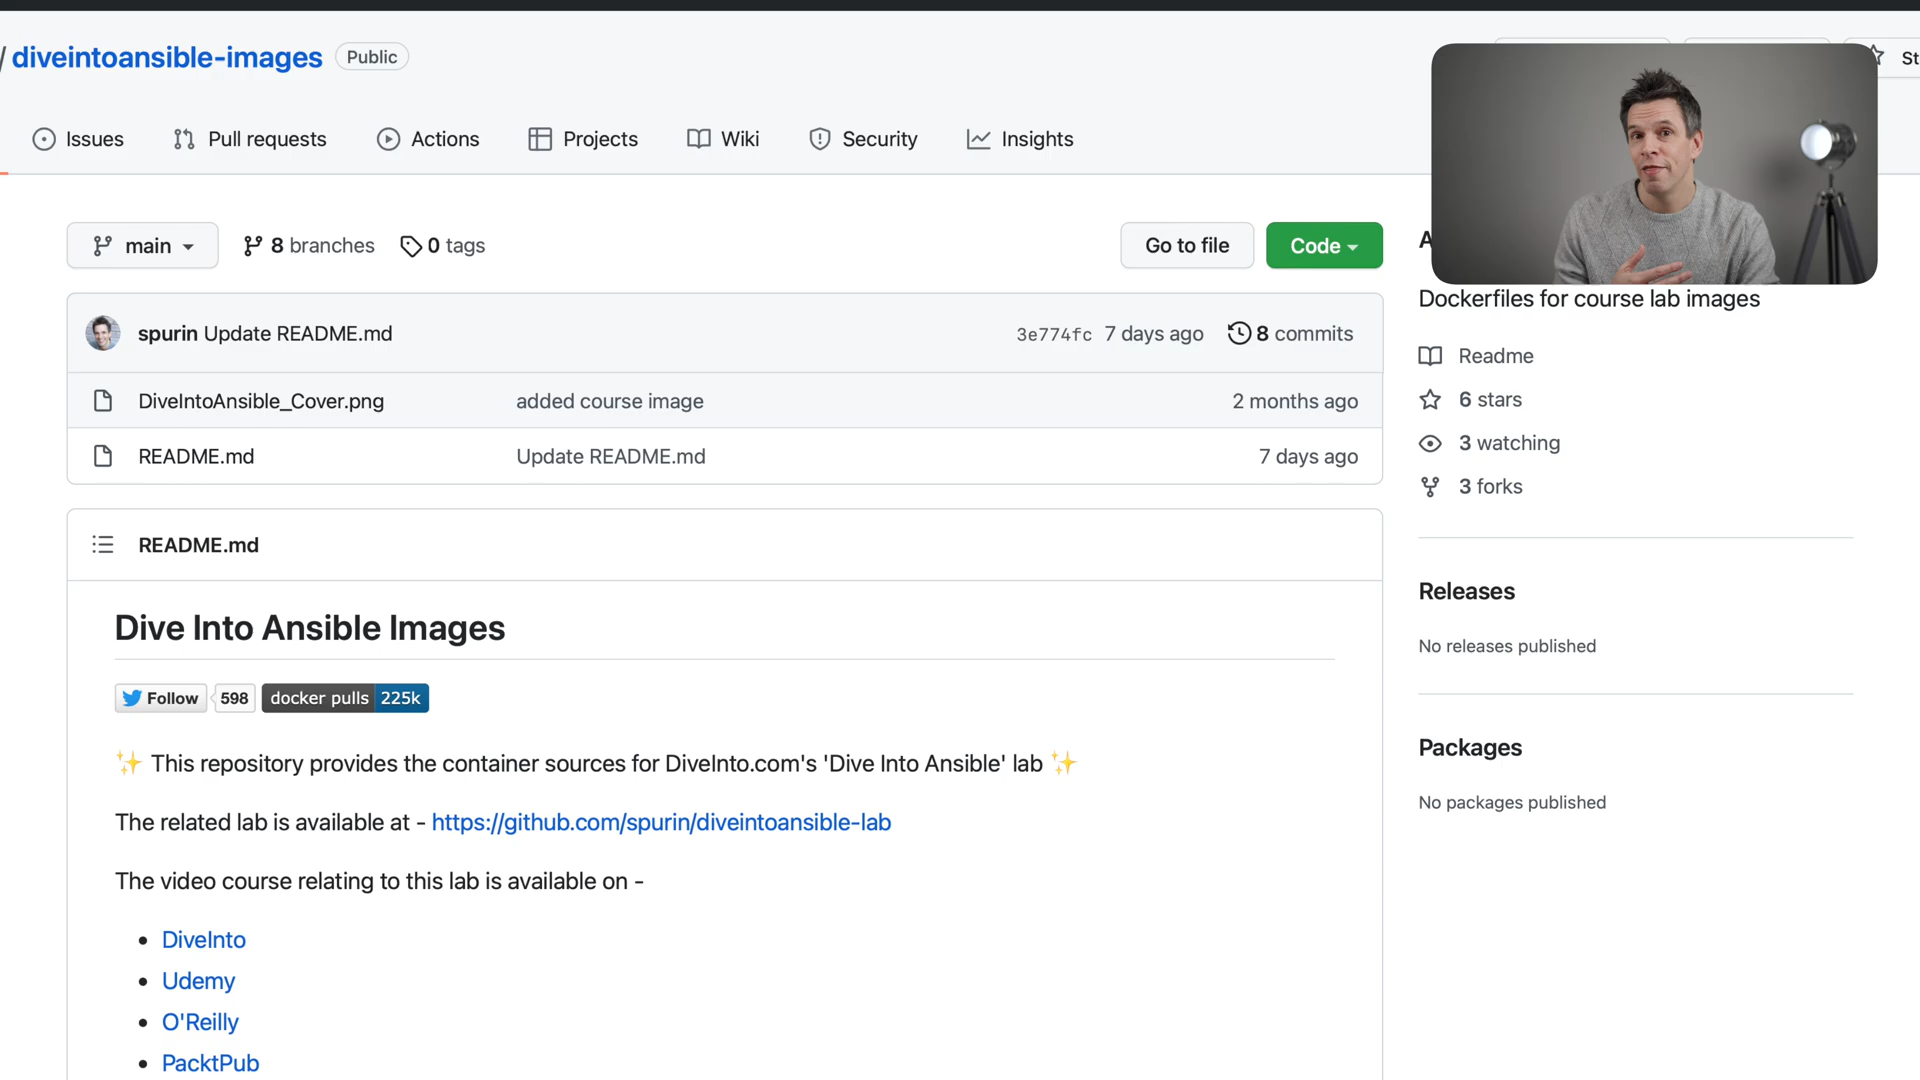 / diveintoansible-images Public
St
Issues Pull requests Actions Projects Wiki Security Insights
main 8 branches 0 tags Go to file Code
A
Dockerfiles for course lab images
spurin Update README.md 3e774fc 7 days ago 8 commits
DiveIntoAnsible_Cover.png added course image 2 months ago
README.md Update README.md 7 days ago
Readme
6 stars
3 watching
3 forks
README.md
Releases
No releases published
Packages
No packages published
Dive Into Ansible Images
Follow 598 docker pulls 225k
✨ This repository provides the container sources for DiveInto.com's 'Dive Into Ansible' lab ✨
The related lab is available at - https://github.com/spurin/diveintoansible-lab
The video course relating to this lab is available on -
• DiveInto
• Udemy
• O'Reilly
• PacktPub